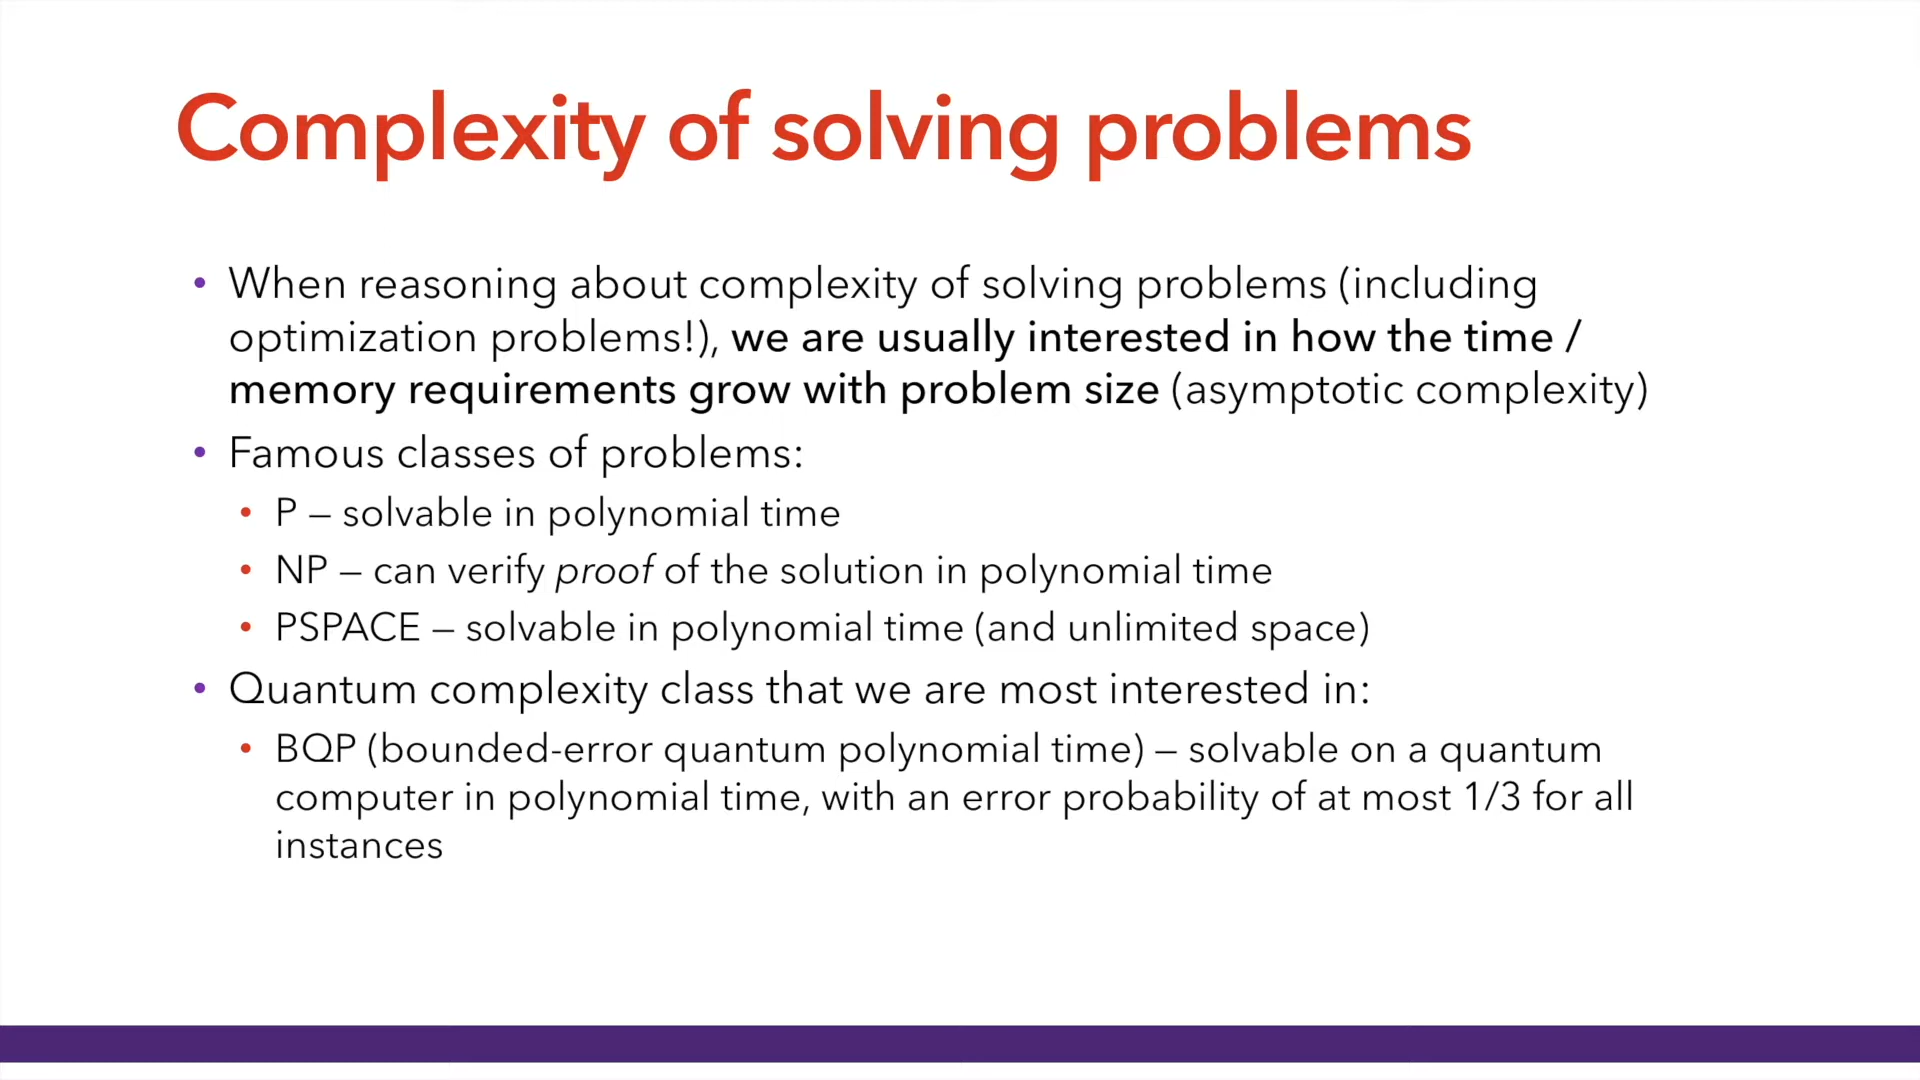 Complexity of solving problems
• When reasoning about complexity of solving problems (including
optimization problems!), we are usually interested in how the time /
memory requirements grow with problem size (asymptotic complexity)
• Famous classes of problems:
• P – solvable in polynomial time
• NP – can verify proof of the solution in polynomial time
• PSPACE – solvable in polynomial time (and unlimited space)
• Quantum complexity class that we are most interested in:
• BQP (bounded-error quantum polynomial time) – solvable on a quantum
computer in polynomial time, with an error probability of at most 1/3 for all
instances